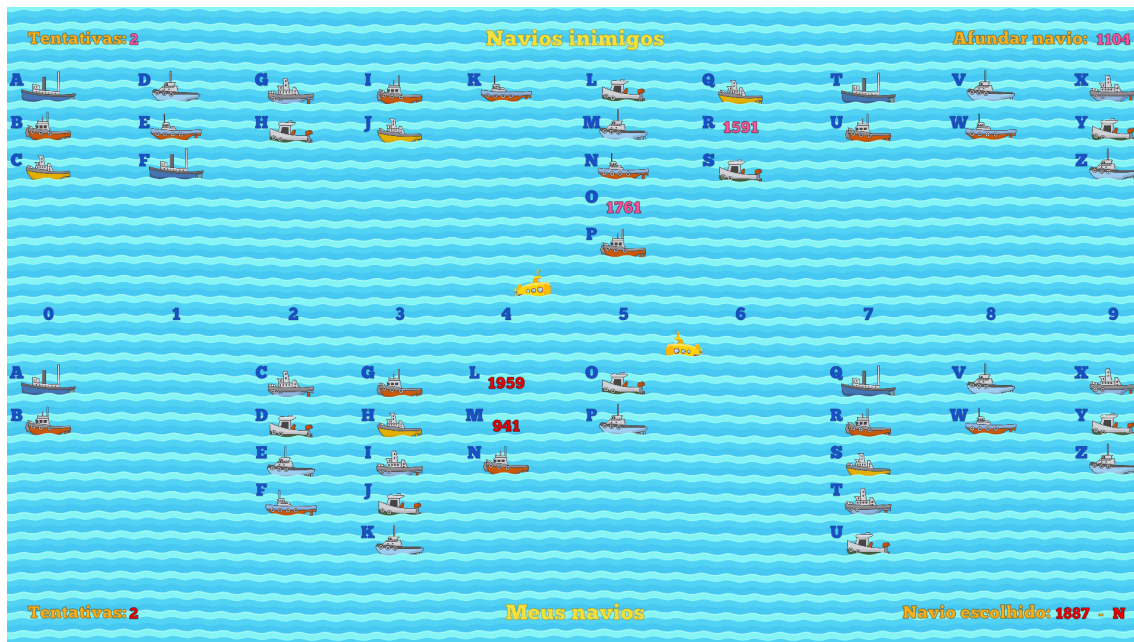 Tentativas: 2 Navios inimigos Afundar navio: 1104
A D G I K L Q T V X
B E H J M R 1591 U W Y
C F N S Z
O 1761
P
0 1 2 3 4 5 6 7 8 9
A C G L 1959 O Q V X
B D H M 941 P R W Y
E I N S Z
F J T
K U
Tentativas: 2 Meus navios Navio escolhido: 1887 - N